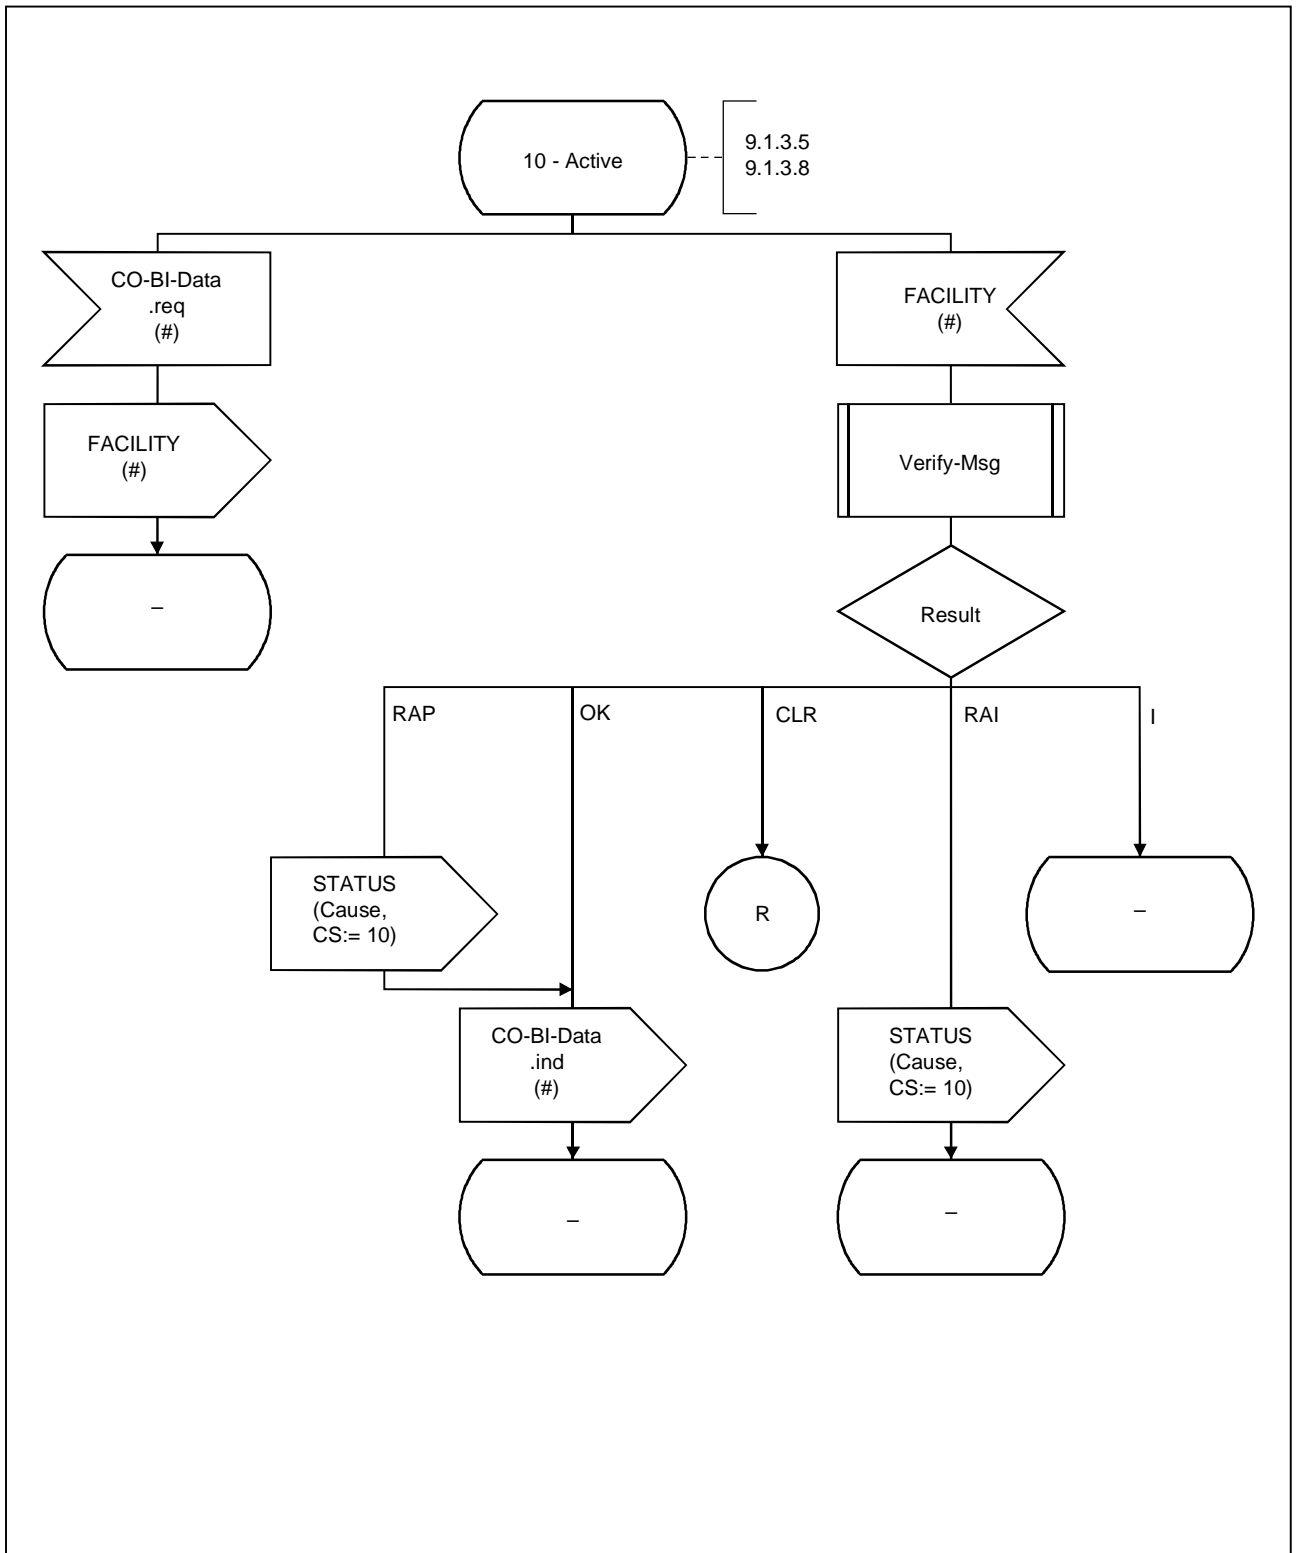 10 - Active
9.1.3.5
9.1.3.8
CO-BI-Data
.req
(#)
FACILITY
(#)
FACILITY
(#)
Verify-Msg
–
Result
RAP
OK
CLR
RAI
I
STATUS
(Cause,
CS:= 10)
R
–
CO-BI-Data
.ind
(#)
STATUS
(Cause,
CS:= 10)
–
–